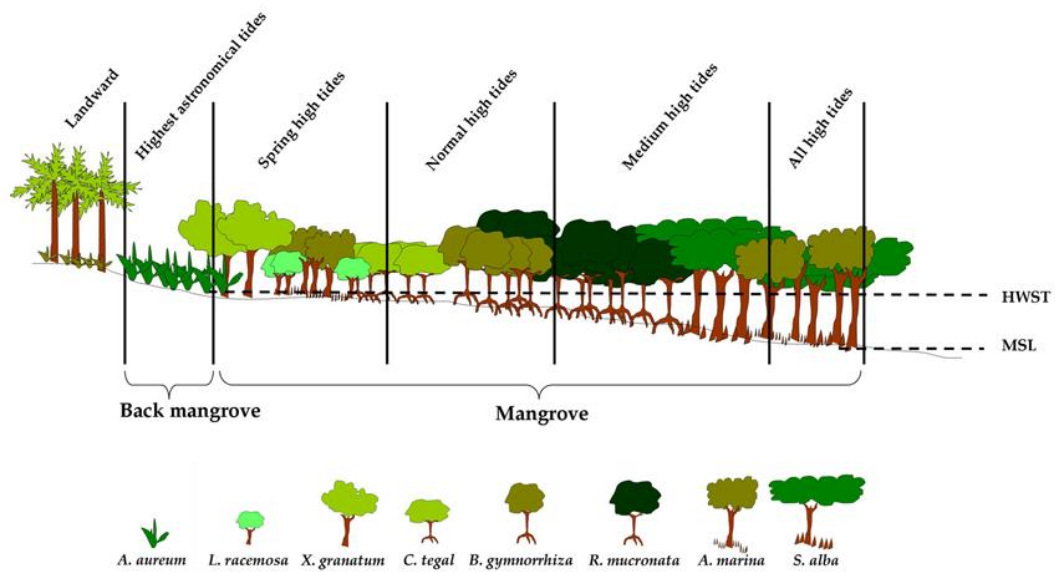 Landward
Highest astronomical tides
Spring high tides
Normal high tides
Medium high tides
All high tides
HWST
MSL
Back mangrove
Mangrove
A. aureum
L. racemosa
X. granatum
C. tegal
B. gymnorrhiza
R. mucronata
A. marina
S. alba